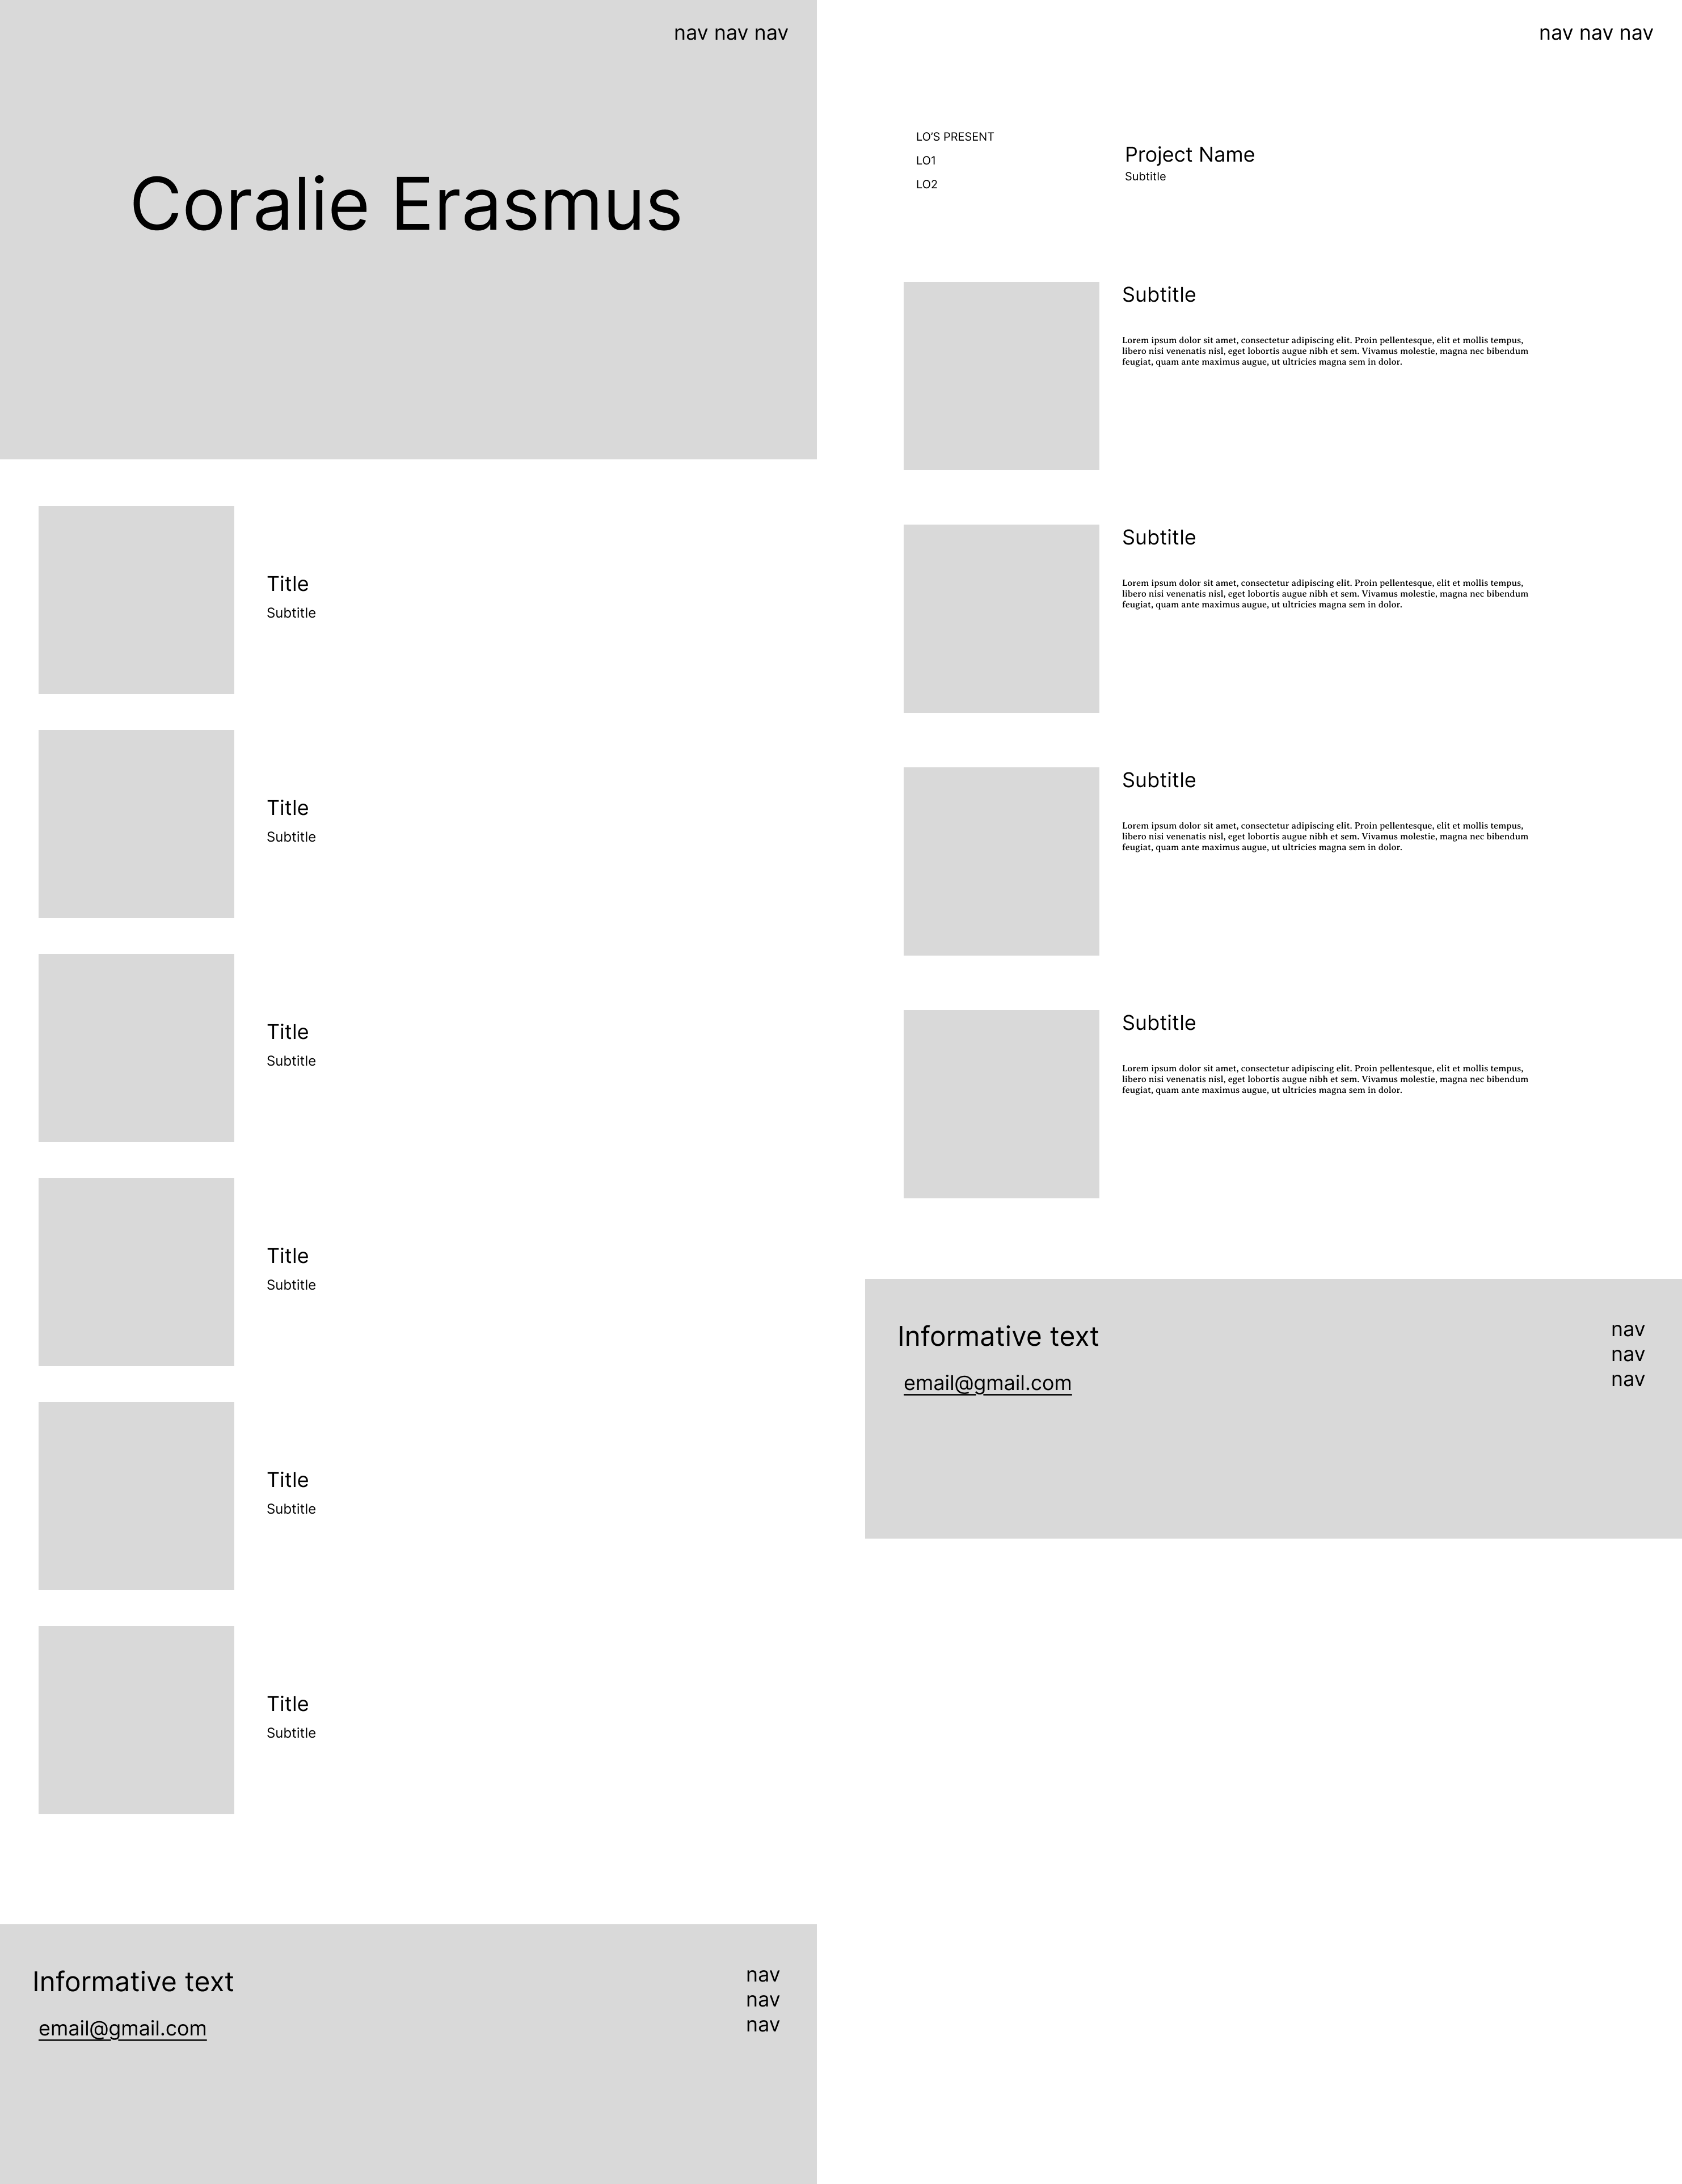 nav nav nav
Coralie Erasmus
Title
Subtitle
Title
Subtitle
Title
Subtitle
Title
Subtitle
Title
Subtitle
Title
Subtitle
Informative text
email@gmail.com
nav
nav
nav
nav nav nav
LO'S PRESENT
LO1
LO2
Project Name
Subtitle
Subtitle
Lorem ipsum dolor sit amet, consectetur adipiscing elit. Proin pellentesque, elit et mollis tempus,
libero nisi venenatis nisl, eget lobortis augue nibh et sem. Vivamus molestie, magna nec bibendum
feugiat, quam ante maximus augue, ut ultricies magna sem in dolor.
Subtitle
Lorem ipsum dolor sit amet, consectetur adipiscing elit. Proin pellentesque, elit et mollis tempus,
libero nisi venenatis nisl, eget lobortis augue nibh et sem. Vivamus molestie, magna nec bibendum
feugiat, quam ante maximus augue, ut ultricies magna sem in dolor.
Subtitle
Lorem ipsum dolor sit amet, consectetur adipiscing elit. Proin pellentesque, elit et mollis tempus,
libero nisi venenatis nisl, eget lobortis augue nibh et sem. Vivamus molestie, magna nec bibendum
feugiat, quam ante maximus augue, ut ultricies magna sem in dolor.
Subtitle
Lorem ipsum dolor sit amet, consectetur adipiscing elit. Proin pellentesque, elit et mollis tempus,
libero nisi venenatis nisl, eget lobortis augue nibh et sem. Vivamus molestie, magna nec bibendum
feugiat, quam ante maximus augue, ut ultricies magna sem in dolor.
Informative text
email@gmail.com
nav
nav
nav